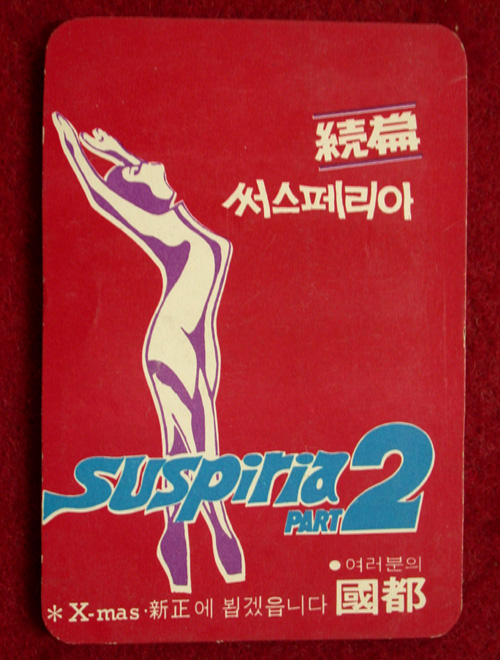 続篇
써스페리아
suspiria
PART 2
● 여러분의
國都
* X-mas·新正에 뵙겠읍니다